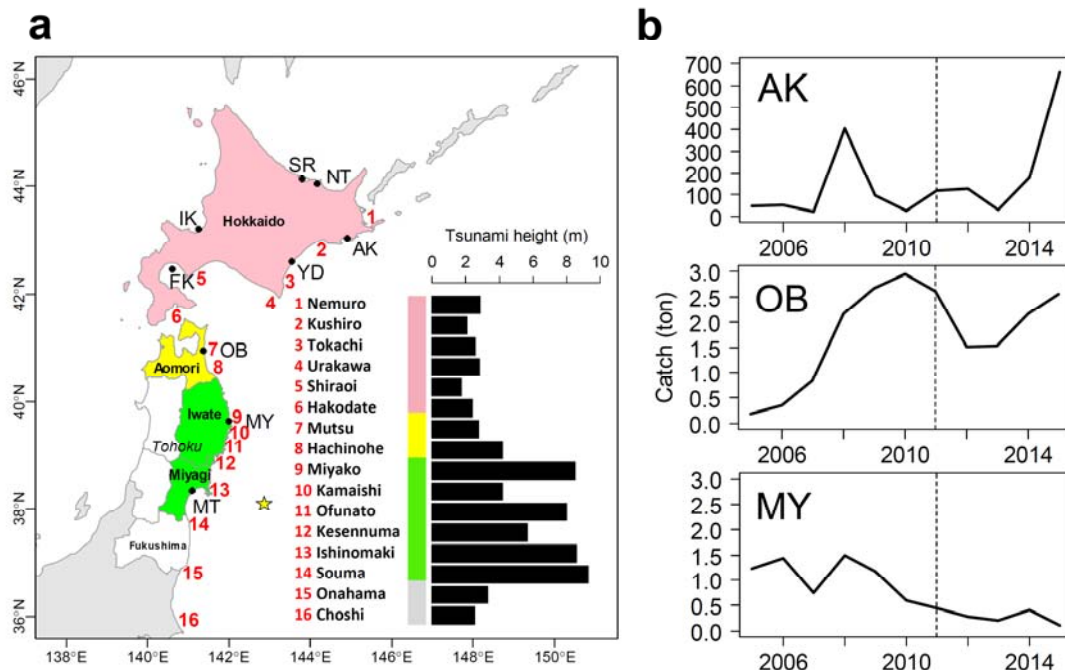 a
b
46°N
44°N
42°N
40°N
38°N
36°N
138°E
140°E
142°E
144°E
146°E
148°E
150°E
SR
NT
IK
Hokkaido
1
AK
2
FK
5
YD
3
4
6
7
OB
8
Aomori
Iwate
9
MY
10
Tohoku
11
12
Miyagi
13
MT
14
Fukushima
15
16
Tsunami height (m)
0 2 4 6 8 10
1 Nemuro
2 Kushiro
3 Tokachi
4 Urakawa
5 Shiraoi
6 Hakodate
7 Mutsu
8 Hachinohe
9 Miyako
10 Kamaishi
11 Ofunato
12 Kesennuma
13 Ishinomaki
14 Souma
15 Onahama
16 Choshi
Catch (ton)
AK
700
600
500
400
300
200
100
0
2006 2010 2014
OB
3.0
2.5
2.0
1.5
1.0
0.5
0.0
2006 2010 2014
MY
3.0
2.5
2.0
1.5
1.0
0.5
0.0
2006 2010 2014